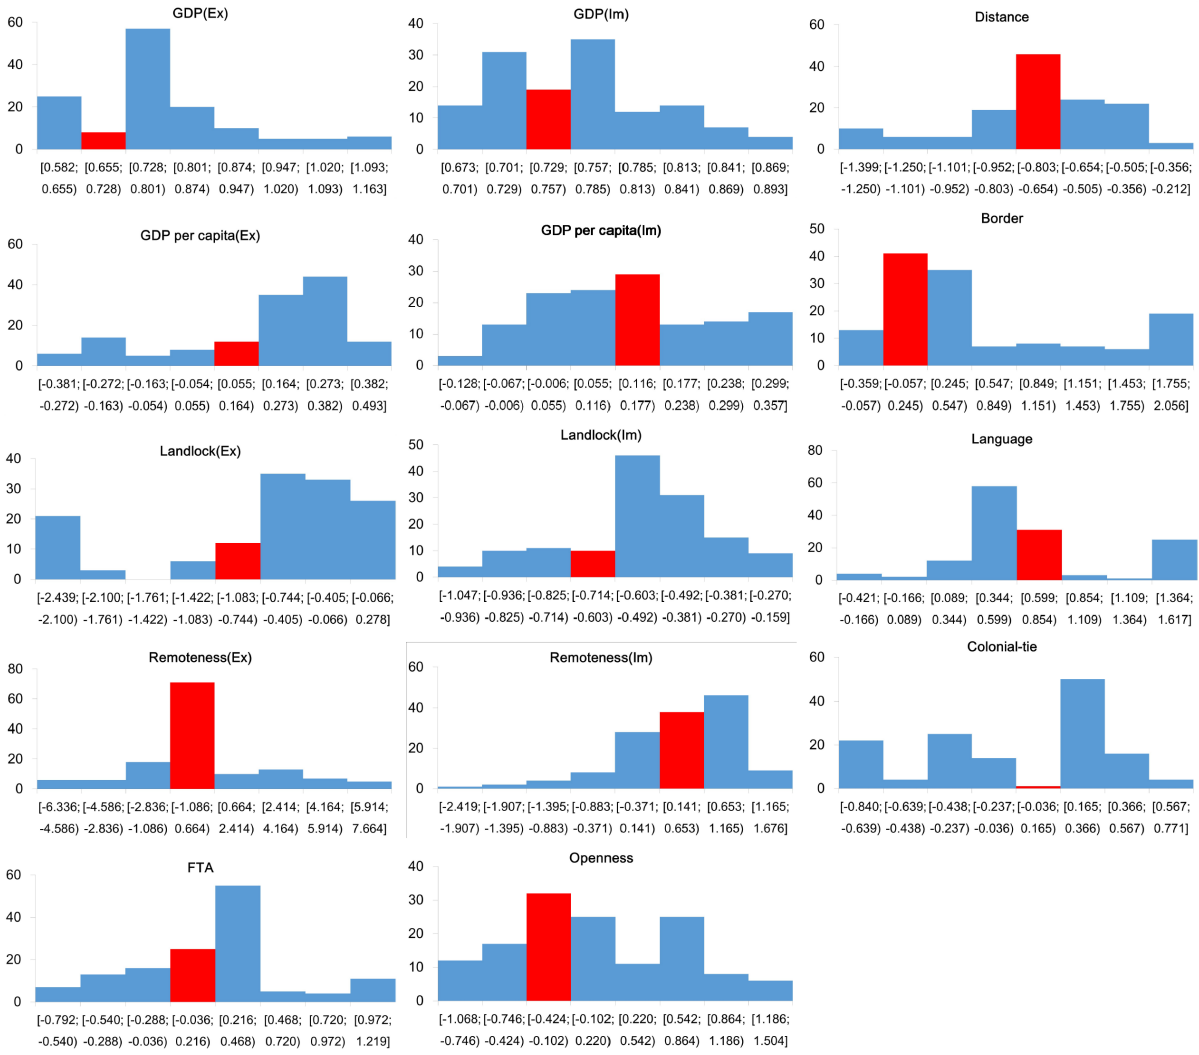 GDP(Ex)
60
40
20
0
[0.582; [0.655; [0.728; [0.801; [0.874; [0.947; [1.020; [1.093;
0.655) 0.728) 0.801) 0.874) 0.947) 1.020) 1.093) 1.163]
GDP(Im)
40
30
20
10
0
[0.673; [0.701; [0.729; [0.757; [0.785; [0.813; [0.841; [0.869;
0.701) 0.729) 0.757) 0.785) 0.813) 0.841) 0.869) 0.893]
Distance
60
40
20
0
[-1.399; [-1.250; [-1.101; [-0.952; [-0.803; [-0.654; [-0.505; [-0.356;
-1.250) -1.101) -0.952) -0.803) -0.654) -0.505) -0.356) -0.212]
GDP per capita(Ex)
60
40
20
0
[-0.381; [-0.272; [-0.163; [-0.054; [0.055; [0.164; [0.273; [0.382;
-0.272) -0.163) -0.054) 0.055) 0.164) 0.273) 0.382) 0.493]
GDP per capita(Im)
40
30
20
10
0
[-0.128; [-0.067; [-0.006; [0.055; [0.116; [0.177; [0.238; [0.299;
-0.067) -0.006) 0.055) 0.116) 0.177) 0.238) 0.299) 0.357]
Border
50
40
30
20
10
0
[-0.359; [-0.057; [0.245; [0.547; [0.849; [1.151; [1.453; [1.755;
-0.057) 0.245) 0.547) 0.849) 1.151) 1.453) 1.755) 2.056]
Landlock(Ex)
40
30
20
10
0
[-2.439; [-2.100; [-1.761; [-1.422; [-1.083; [-0.744; [-0.405; [-0.066;
-2.100) -1.761) -1.422) -1.083) -0.744) -0.405) -0.066) 0.278]
Landlock(Im)
50
40
30
20
10
0
[-1.047; [-0.936; [-0.825; [-0.714; [-0.603; [-0.492; [-0.381; [-0.270;
-0.936) -0.825) -0.714) -0.603) -0.492) -0.381) -0.270) -0.159]
Language
80
60
40
20
0
[-0.421; [-0.166; [0.089; [0.344; [0.599; [0.854; [1.109; [1.364;
-0.166) 0.089) 0.344) 0.599) 0.854) 1.109) 1.364) 1.617]
Remoteness(Ex)
80
60
40
20
0
[-6.336; [-4.586; [-2.836; [-1.086; [0.664; [2.414; [4.164; [5.914;
-4.586) -2.836) -1.086) 0.664) 2.414) 4.164) 5.914) 7.664]
Remoteness(Im)
60
40
20
0
[-2.419; [-1.907; [-1.395; [-0.883; [-0.371; [0.141; [0.653; [1.165;
-1.907) -1.395) -0.883) -0.371) 0.141) 0.653) 1.165) 1.676]
Colonial-tie
60
40
20
0
[-0.840; [-0.639; [-0.438; [-0.237; [-0.036; [0.165; [0.366; [0.567;
-0.639) -0.438) -0.237) -0.036) 0.165) 0.366) 0.567) 0.771]
FTA
60
40
20
0
[-0.792; [-0.540; [-0.288; [-0.036; [0.216; [0.468; [0.720; [0.972;
-0.540) -0.288) -0.036) 0.216) 0.468) 0.720) 0.972) 1.219]
Openness
40
30
20
10
0
[-1.068; [-0.746; [-0.424; [-0.102; [0.220; [0.542; [0.864; [1.186;
-0.746) -0.424) -0.102) 0.220) 0.542) 0.864) 1.186) 1.504]